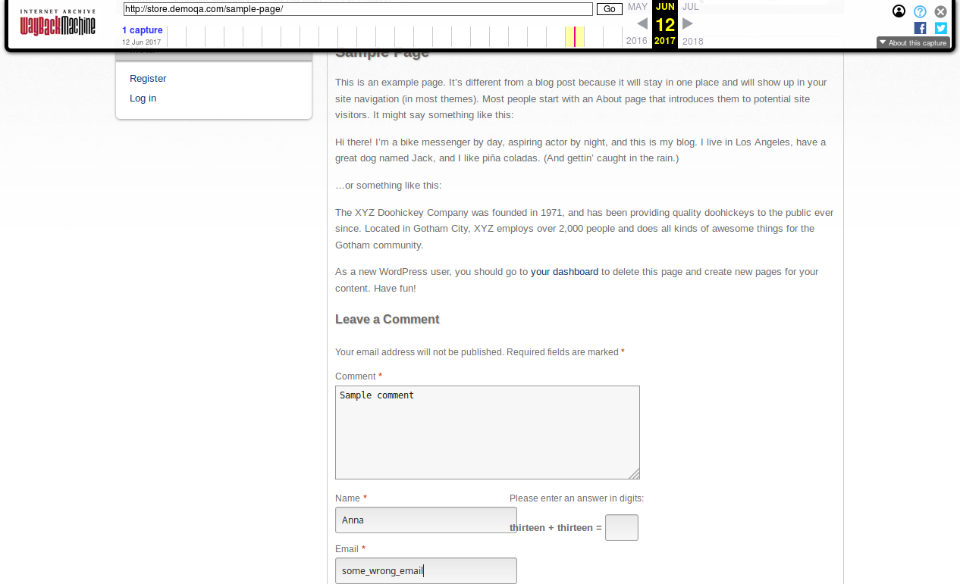 INTERNET ARCHIVE
WayBackMachine
http://store.demoqa.com/sample-page/
Go
MAY
JUN
JUL
1 capture
12 Jun 2017
12
2016
2017
2018
About this capture
Sample Page
Register
Log in
This is an example page. It's different from a blog post because it will stay in one place and will show up in your
site navigation (in most themes). Most people start with an About page that introduces them to potential site
visitors. It might say something like this:
Hi there! I'm a bike messenger by day, aspiring actor by night, and this is my blog. I live in Los Angeles, have a
great dog named Jack, and I like piña coladas. (And gettin' caught in the rain.)
…or something like this:
The XYZ Doohickey Company was founded in 1971, and has been providing quality doohickeys to the public ever
since. Located in Gotham City, XYZ employs over 2,000 people and does all kinds of awesome things for the
Gotham community.
As a new WordPress user, you should go to your dashboard to delete this page and create new pages for your
content. Have fun!
Leave a Comment
Your email address will not be published. Required fields are marked *
Comment *
Sample comment
Name *
Please enter an answer in digits:
Anna
thirteen + thirteen =
Email *
some_wrong_email